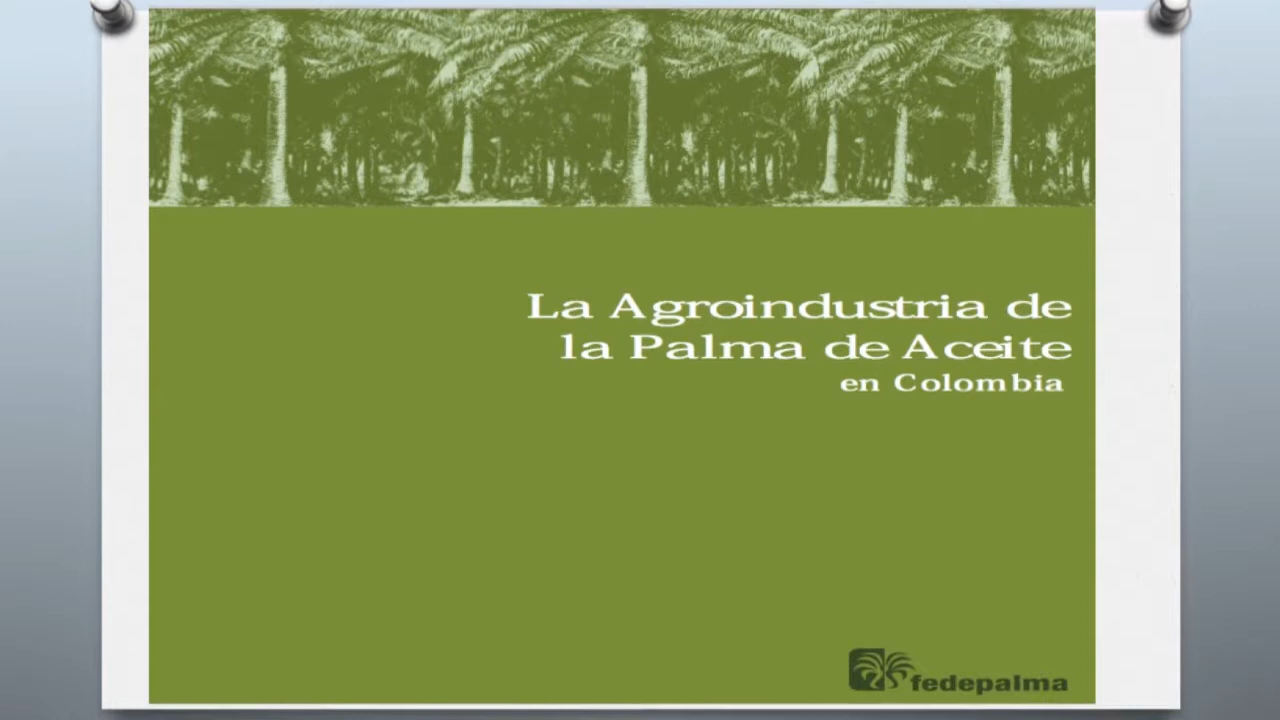 La Agroindustria de
la Palma de Aceite
en Colombia
fedepalma